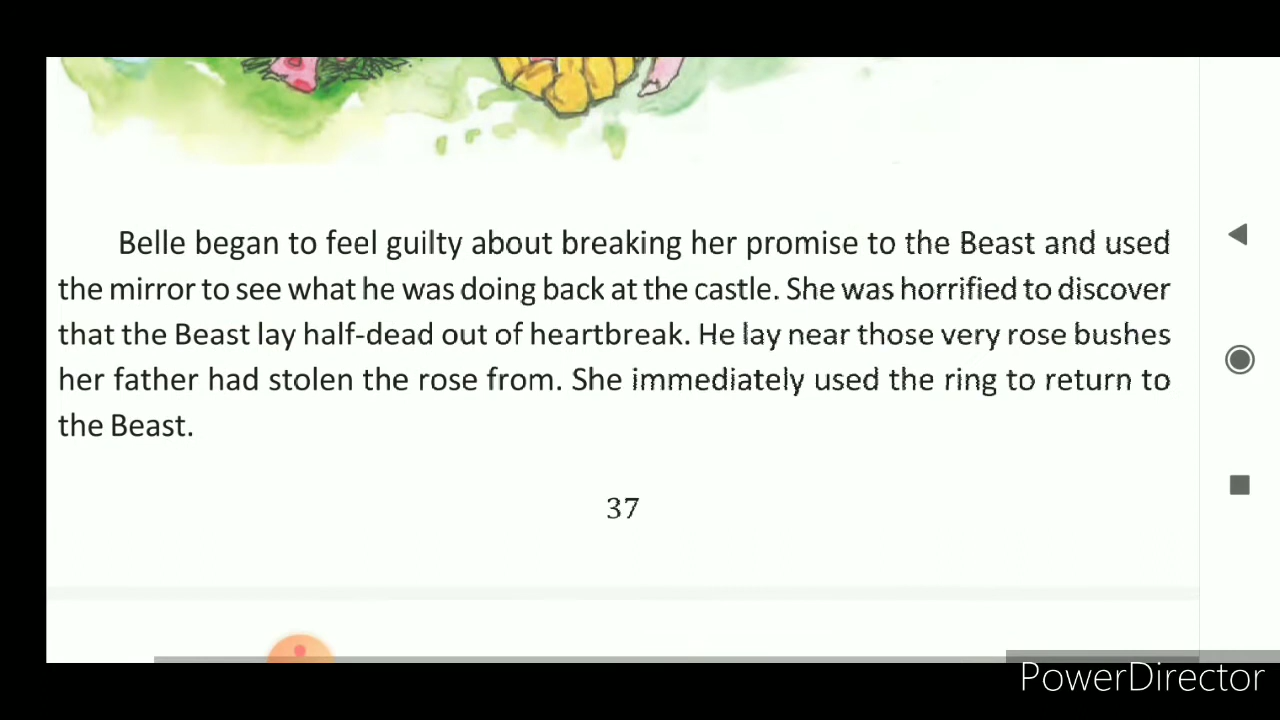 Belle began to feel guilty about breaking her promise to the Beast and used
the mirror to see what he was doing back at the castle. She was horrified to discover
that the Beast lay half-dead out of heartbreak. He lay near those very rose bushes
her father had stolen the rose from. She immediately used the ring to return to
the Beast.
37
PowerDirector